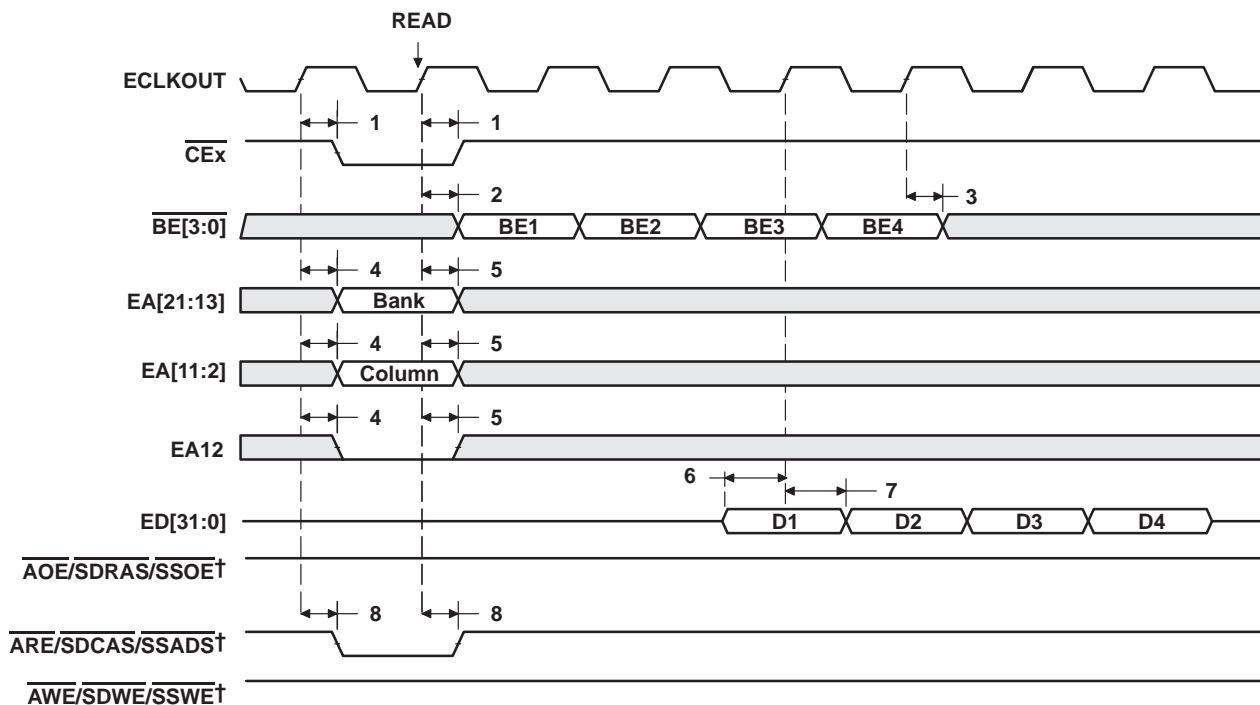 READ
ECLKOUT
1 1
CEx
2
3
BE[3:0] BE1 BE2 BE3 BE4
4 5
EA[21:13] Bank
4 5
EA[11:2] Column
4 5
EA12
6
7
ED[31:0] D1 D2 D3 D4
AOE/SDRAS/SSOE†
8 8
ARE/SDCAS/SSADS†
AWE/SDWE/SSWE†